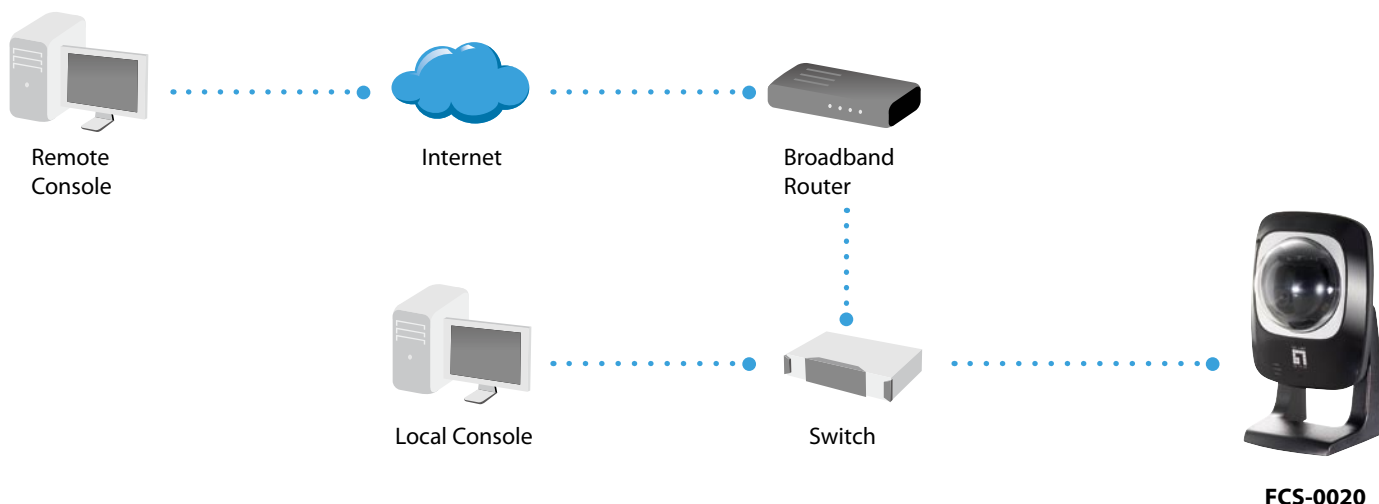 Remote
Console
Internet
Broadband
Router
Local Console
Switch
FCS-0020